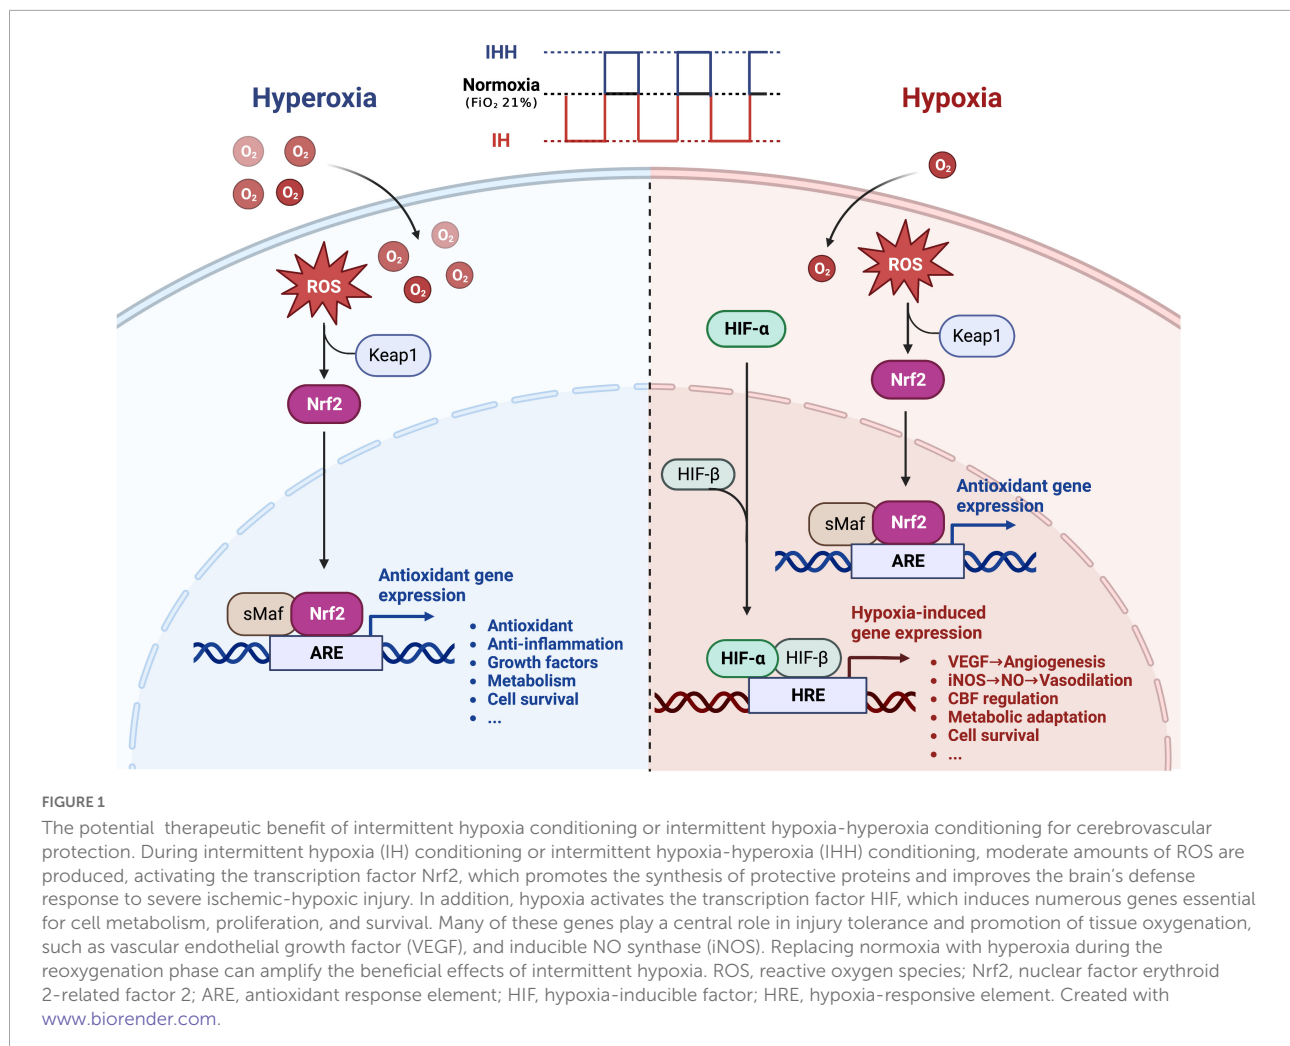 IHH
Normoxia
(FiO₂ 21%)
IH
Hyperoxia
Hypoxia
O₂
O₂
O₂
O₂
O₂
O₂
O₂
O₂
ROS
Keap1
Nrf2
sMaf
Nrf2
ARE
Antioxidant gene
expression
• Antioxidant
• Anti-inflammation
• Growth factors
• Metabolism
• Cell survival
• ...
O₂
O₂
ROS
HIF-α
Keap1
Nrf2
HIF-β
Antioxidant gene
expression
sMaf
Nrf2
ARE
Hypoxia-induced
gene expression
HIF-α
HIF-β
HRE
• VEGF→Angiogenesis
• iNOS→NO→Vasodilation
• CBF regulation
• Metabolic adaptation
• Cell survival
• ...
FIGURE 1
The potential therapeutic benefit of intermittent hypoxia conditioning or intermittent hypoxia-hyperoxia conditioning for cerebrovascular
protection. During intermittent hypoxia (IH) conditioning or intermittent hypoxia-hyperoxia (IHH) conditioning, moderate amounts of ROS are
produced, activating the transcription factor Nrf2, which promotes the synthesis of protective proteins and improves the brain's defense
response to severe ischemic-hypoxic injury. In addition, hypoxia activates the transcription factor HIF, which induces numerous genes essential
for cell metabolism, proliferation, and survival. Many of these genes play a central role in injury tolerance and promotion of tissue oxygenation,
such as vascular endothelial growth factor (VEGF), and inducible NO synthase (iNOS). Replacing normoxia with hyperoxia during the
reoxygenation phase can amplify the beneficial effects of intermittent hypoxia. ROS, reactive oxygen species; Nrf2, nuclear factor erythroid
2-related factor 2; ARE, antioxidant response element; HIF, hypoxia-inducible factor; HRE, hypoxia-responsive element. Created with
www.biorender.com.